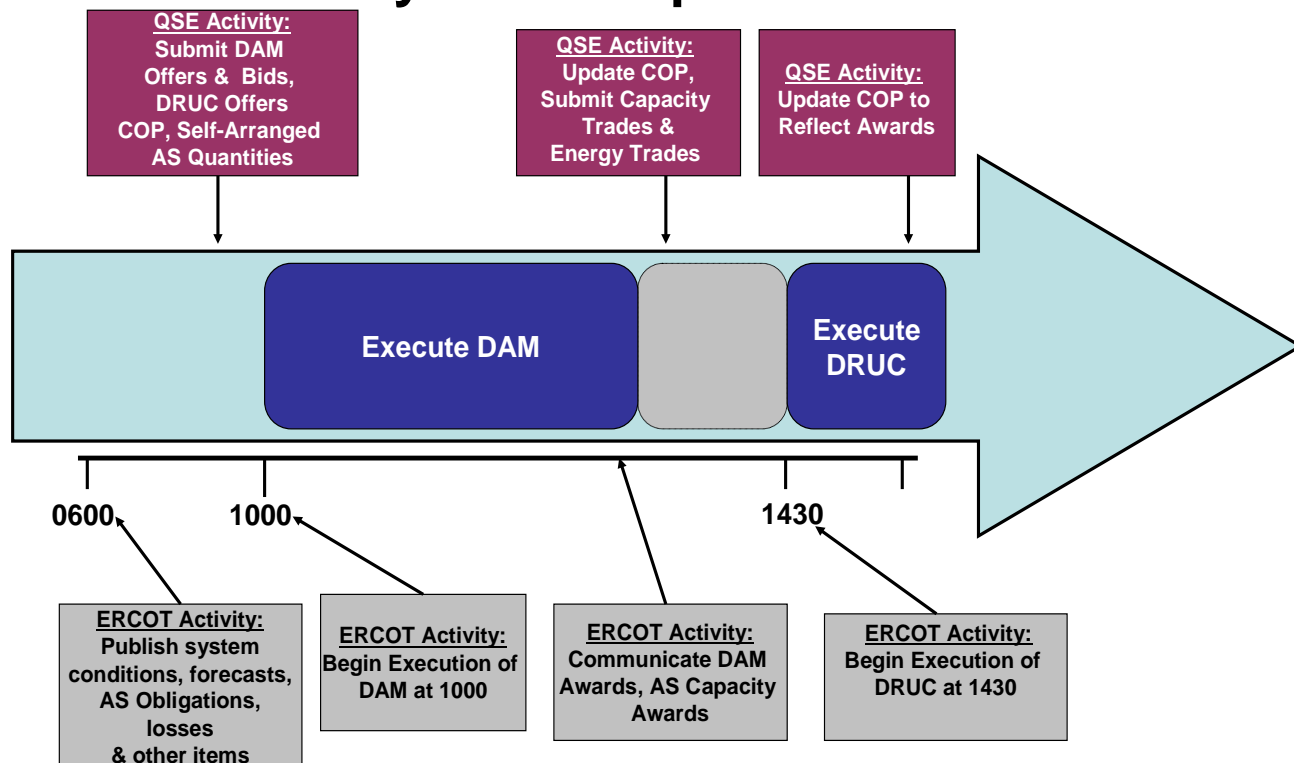 QSE Activity:
Submit DAM
Offers & Bids,
DRUC Offers
COP, Self-Arranged
AS Quantities
QSE Activity:
Update COP,
Submit Capacity
Trades &
Energy Trades
QSE Activity:
Update COP to
Reflect Awards
Execute DAM
Execute
DRUC
0600
1000
1430
ERCOT Activity:
Publish system
conditions, forecasts,
AS Obligations,
losses
& other items
ERCOT Activity:
Begin Execution of
DAM at 1000
ERCOT Activity:
Communicate DAM
Awards, AS Capacity
Awards
ERCOT Activity:
Begin Execution of
DRUC at 1430